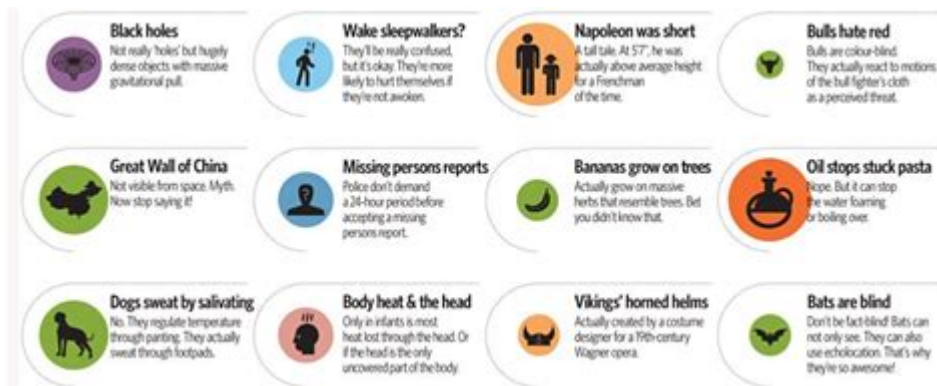 Black holes
Not really 'holes' but hugely
dense objects with massive
gravitational pull.
Wake sleepwalkers?
They'll be really confused,
but it's okay. They're more
likely to hurt themselves if
they're not awoken.
Napoleon was short
A tall tale. At 5'7", he was
actually above average height
for a Frenchman
of the time.
Bulls hate red
Bulls are colour-blind.
They actually react to motions
of the bull fighter's cloth
as a perceived threat.
Great Wall of China
Not visible from space. Myth.
Now stop saying it!
Missing persons reports
Police don't demand
a 24-hour period before
accepting a missing
persons report.
Bananas grow on trees
Actually grow on massive
herbs that resemble trees. Bet
you didn't know that.
Oil stops stuck pasta
Nope. But it can stop
the water foaming
or boiling over.
Dogs sweat by salivating
No. They regulate temperature
through panting. They actually
sweat through footpads.
Body heat & the head
Only in infants is most
heat lost through the head. Or
if the head is the only
uncovered part of the body.
Vikings' horned helms
Actually created by a costume
designer for a 19th-century
Wagner opera.
Bats are blind
Don't be fact-blind! Bats can
not only see. They can also
use echolocation. That's why
they're so awesome!